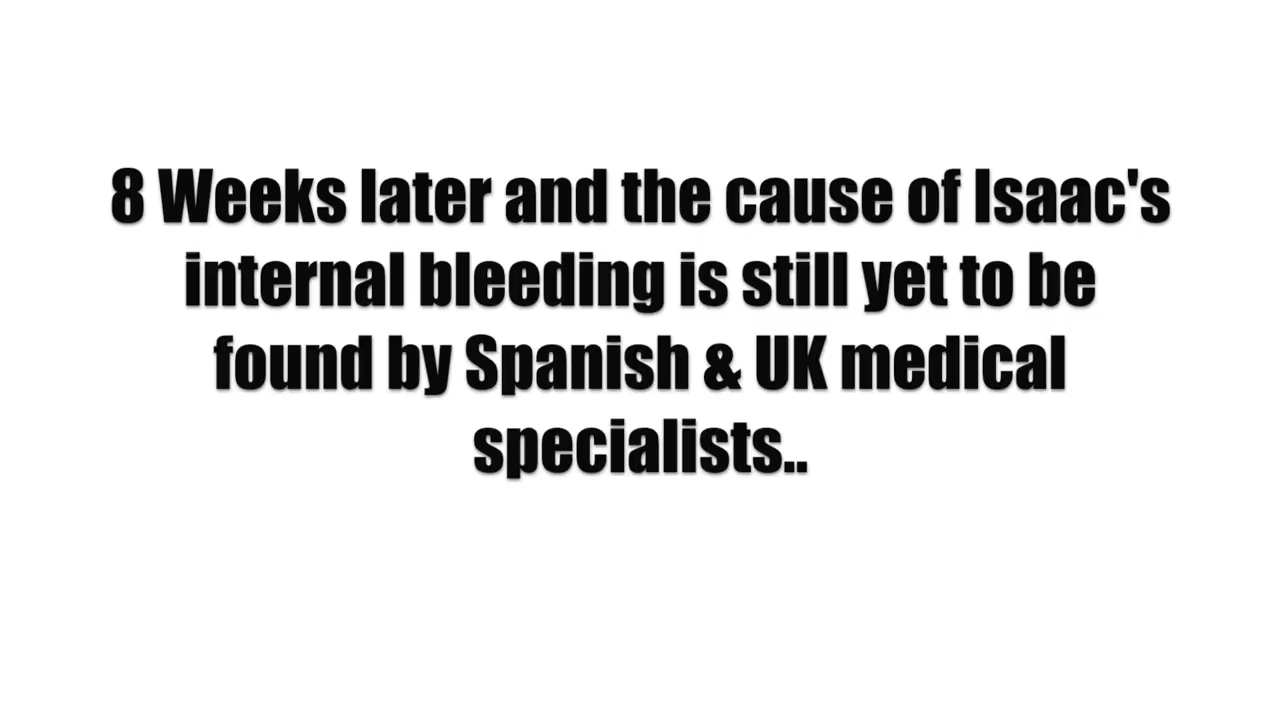 8 Weeks later and the cause of Isaac's
internal bleeding is still yet to be
found by Spanish & UK medical
specialists..